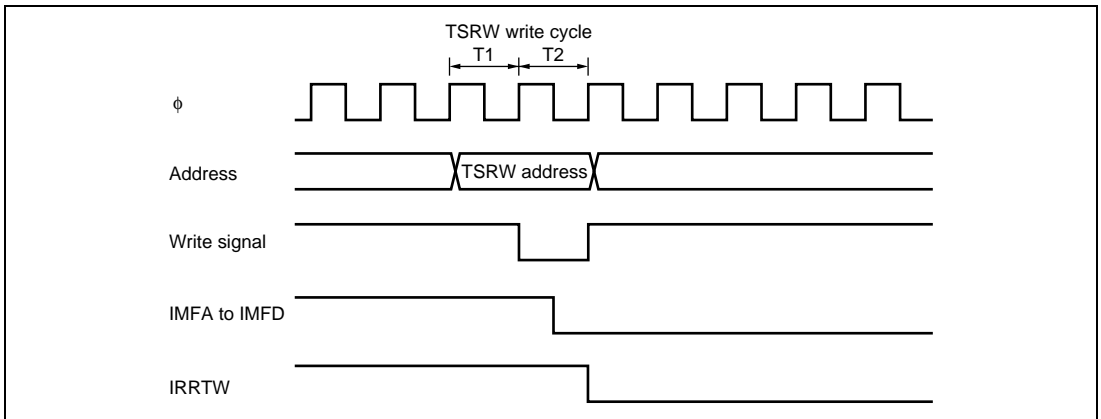 TSRW write cycle
T1 T2
ϕ
Address TSRW address
Write signal
IMFA to IMFD
IRRTW